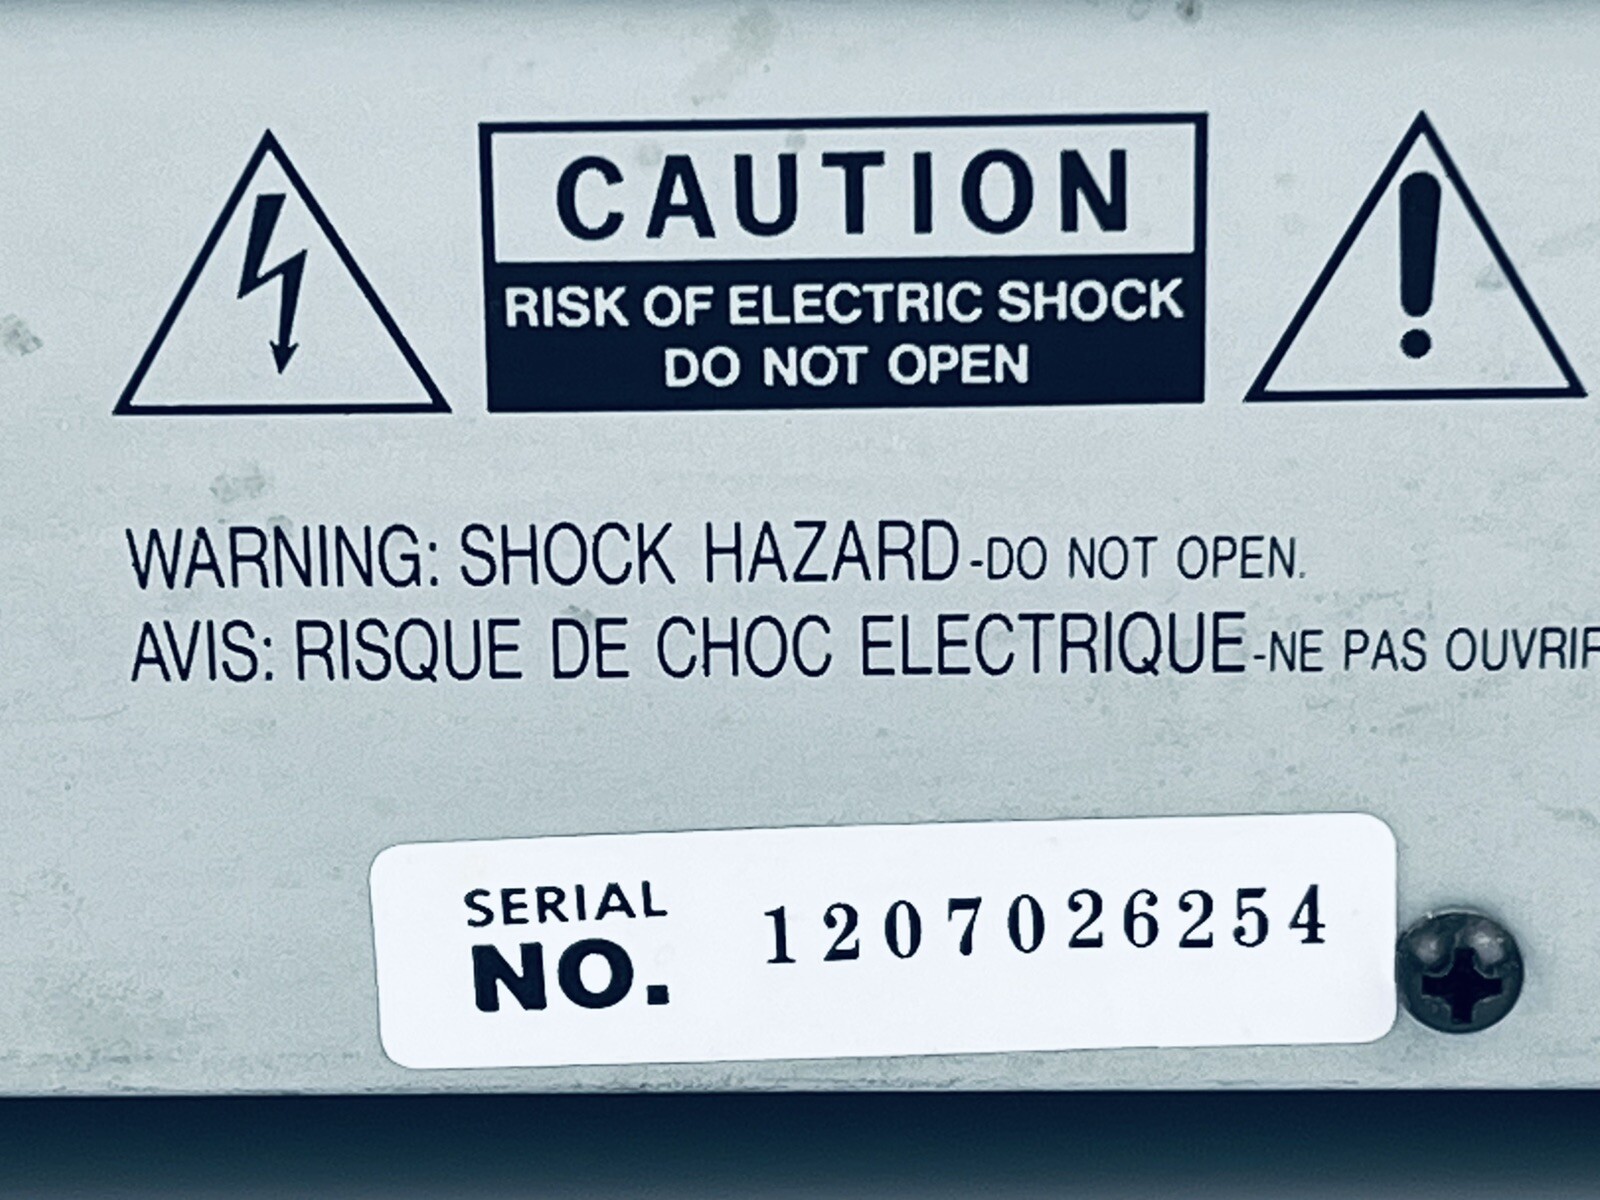 CAUTION
RISK OF ELECTRIC SHOCK
DO NOT OPEN
WARNING: SHOCK HAZARD-DO NOT OPEN.
AVIS: RISQUE DE CHOC ELECTRIQUE-NE PAS OUVRIR
SERIAL
NO. 1207026254